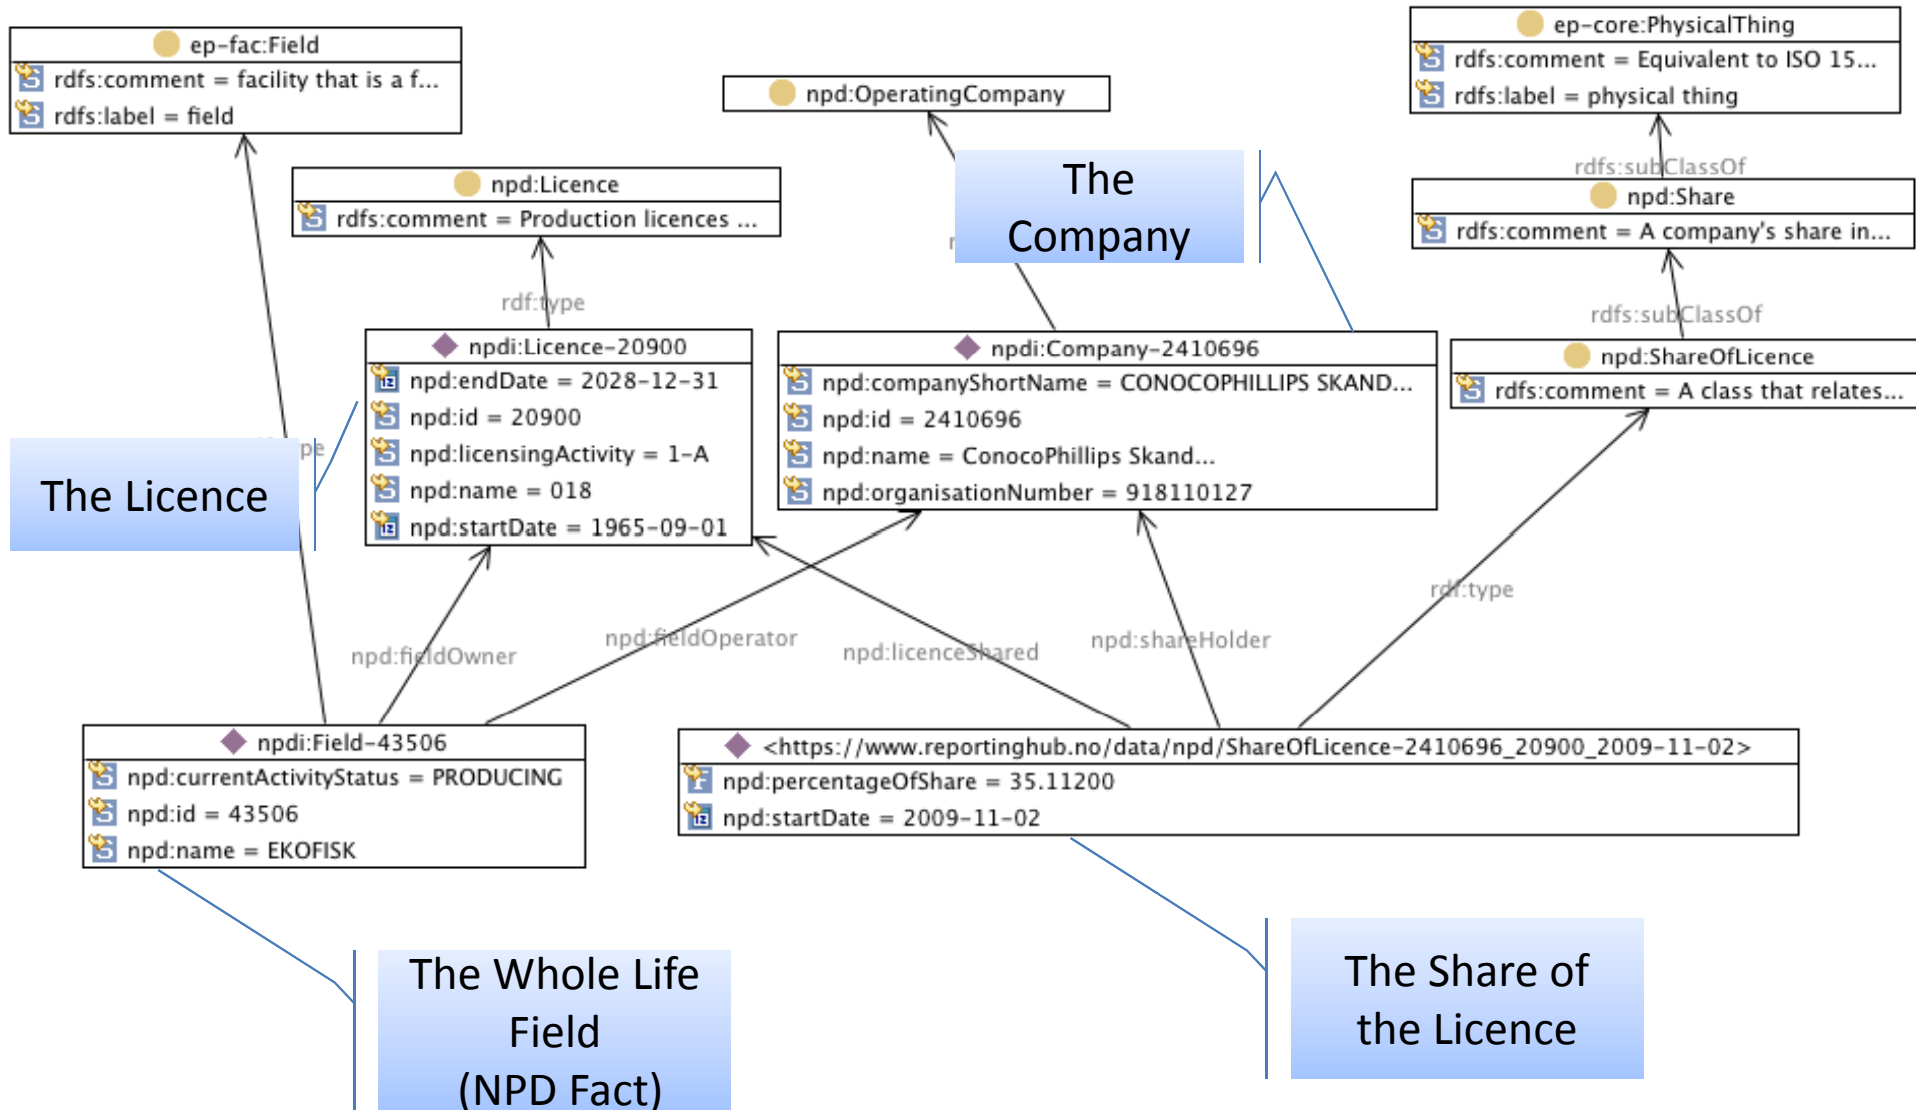 ep-fac:Field
rdfs:comment = facility that is a f...
rdfs:label = field
npd:OperatingCompany
ep-core:PhysicalThing
rdfs:comment = Equivalent to ISO 15...
rdfs:label = physical thing
npd:Licence
rdfs:comment = Production licences ...
The
Company
rdfs:subClassOf
npd:Share
rdfs:comment = A company's share in...
rdf:type
rdfs:subClassOf
npdi:Licence-20900
npd:endDate = 2028-12-31
npd:id = 20900
npd:licensingActivity = 1-A
npd:name = 018
npd:startDate = 1965-09-01
npdi:Company-2410696
npd:companyShortName = CONOCOPHILLIPS SKAND...
npd:id = 2410696
npd:name = ConocoPhillips Skand...
npd:organisationNumber = 918110127
npd:ShareOfLicence
rdfs:comment = A class that relates...
The Licence
npd:fieldOwner
npd:fieldOperator
npd:licenceShared
npd:shareHolder
rdf:type
npdi:Field-43506
npd:currentActivityStatus = PRODUCING
npd:id = 43506
npd:name = EKOFISK
<https://www.reportinghub.no/data/npd/ShareOfLicence-2410696_20900_2009-11-02>
npd:percentageOfShare = 35.11200
npd:startDate = 2009-11-02
The Whole Life
Field
(NPD Fact)
The Share of
the Licence